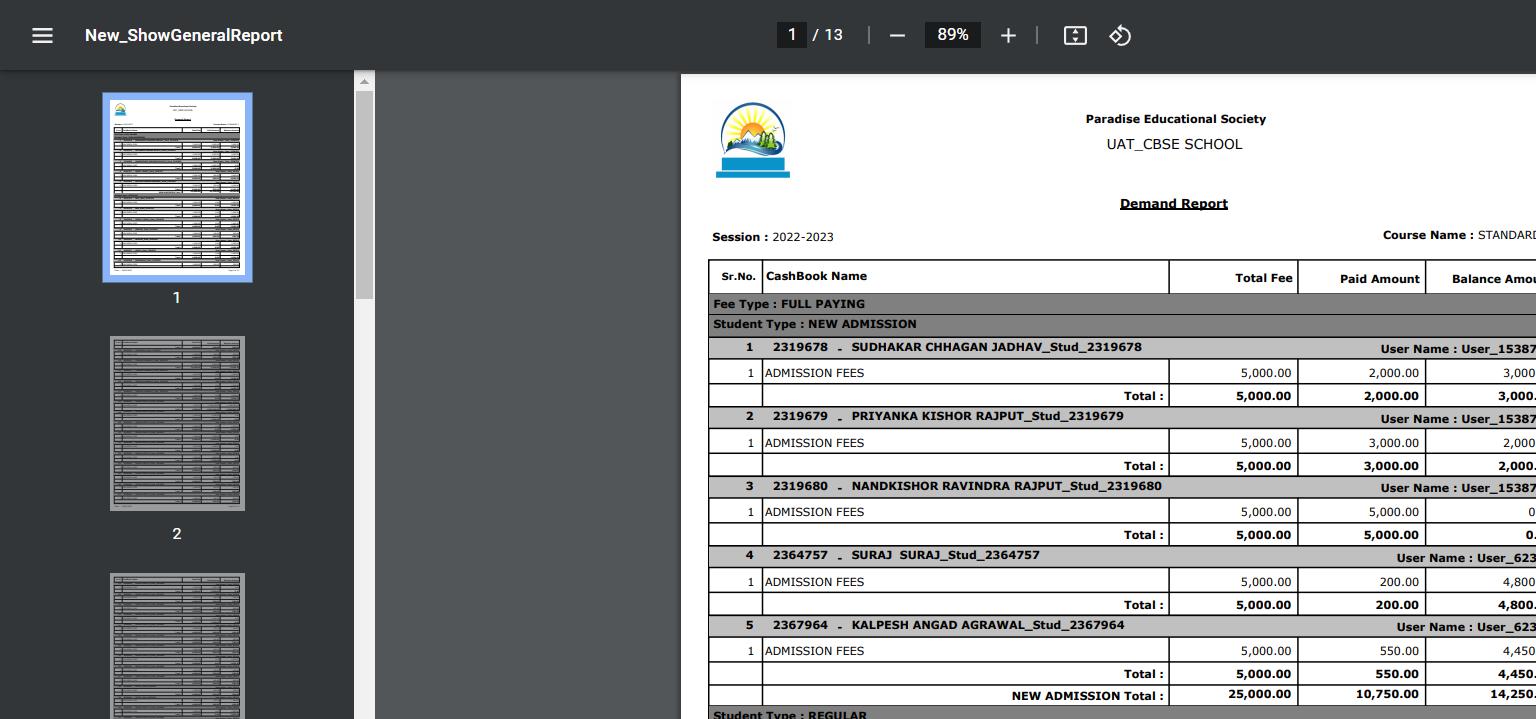 New_ShowGeneralReport
1 / 13
89%
1
2
Paradise Educational Society
UAT_CBSE SCHOOL
Demand Report
Session : 2022-2023
Course Name : STANDARD
Sr.No. CashBook Name Total Fee Paid Amount Balance Amou
Fee Type : FULL PAYING
Student Type : NEW ADMISSION
1 2319678 - SUDHAKAR CHHAGAN JADHAV_Stud_2319678 User Name : User_15387
1 ADMISSION FEES 5,000.00 2,000.00 3,000
Total : 5,000.00 2,000.00 3,000.
2 2319679 - PRIYANKA KISHOR RAJPUT_Stud_2319679 User Name : User_15387
1 ADMISSION FEES 5,000.00 3,000.00 2,000
Total : 5,000.00 3,000.00 2,000.
3 2319680 - NANDKISHOR RAVINDRA RAJPUT_Stud_2319680 User Name : User_15387
1 ADMISSION FEES 5,000.00 5,000.00 0
Total : 5,000.00 5,000.00 0.
4 2364757 - SURAJ SURAJ_Stud_2364757 User Name : User_623
1 ADMISSION FEES 5,000.00 200.00 4,800
Total : 5,000.00 200.00 4,800.
5 2367964 - KALPESH ANGAD AGRAWAL_Stud_2367964 User Name : User_623
1 ADMISSION FEES 5,000.00 550.00 4,450
Total : 5,000.00 550.00 4,450.
NEW ADMISSION Total : 25,000.00 10,750.00 14,250.
Student Type : REGULAR